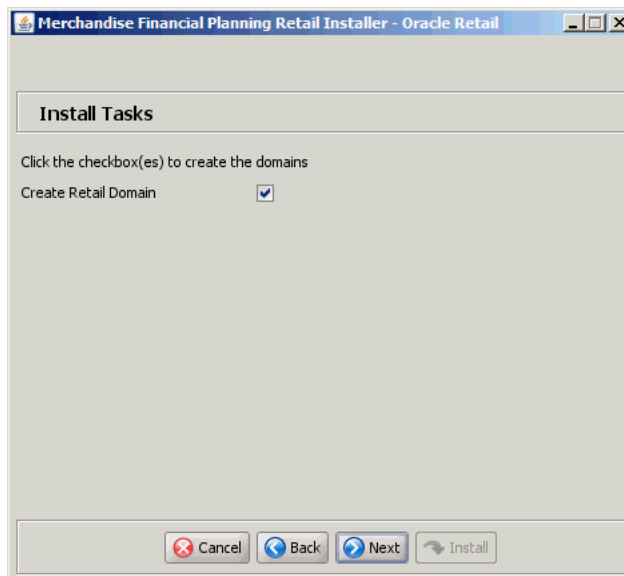 Merchandise Financial Planning Retail Installer - Oracle Retail
Install Tasks
Click the checkbox(es) to create the domains
Create Retail Domain
Cancel Back Next Install